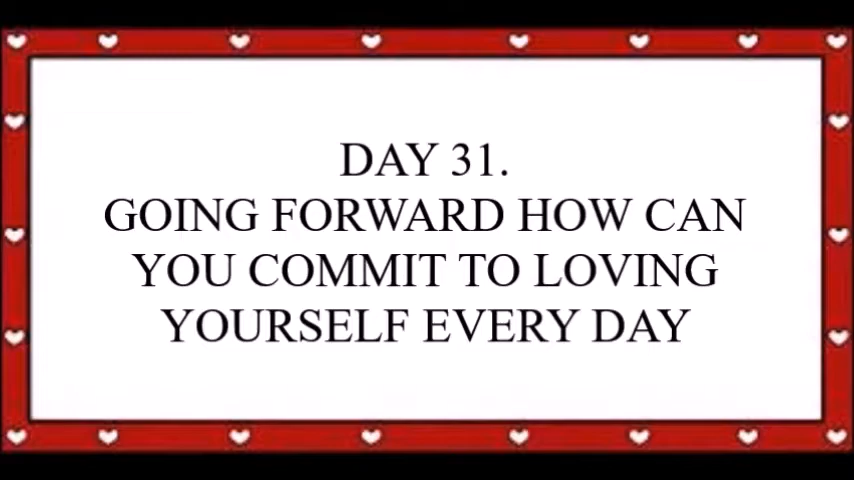 DAY 31.
GOING FORWARD HOW CAN
YOU COMMIT TO LOVING
YOURSELF EVERY DAY